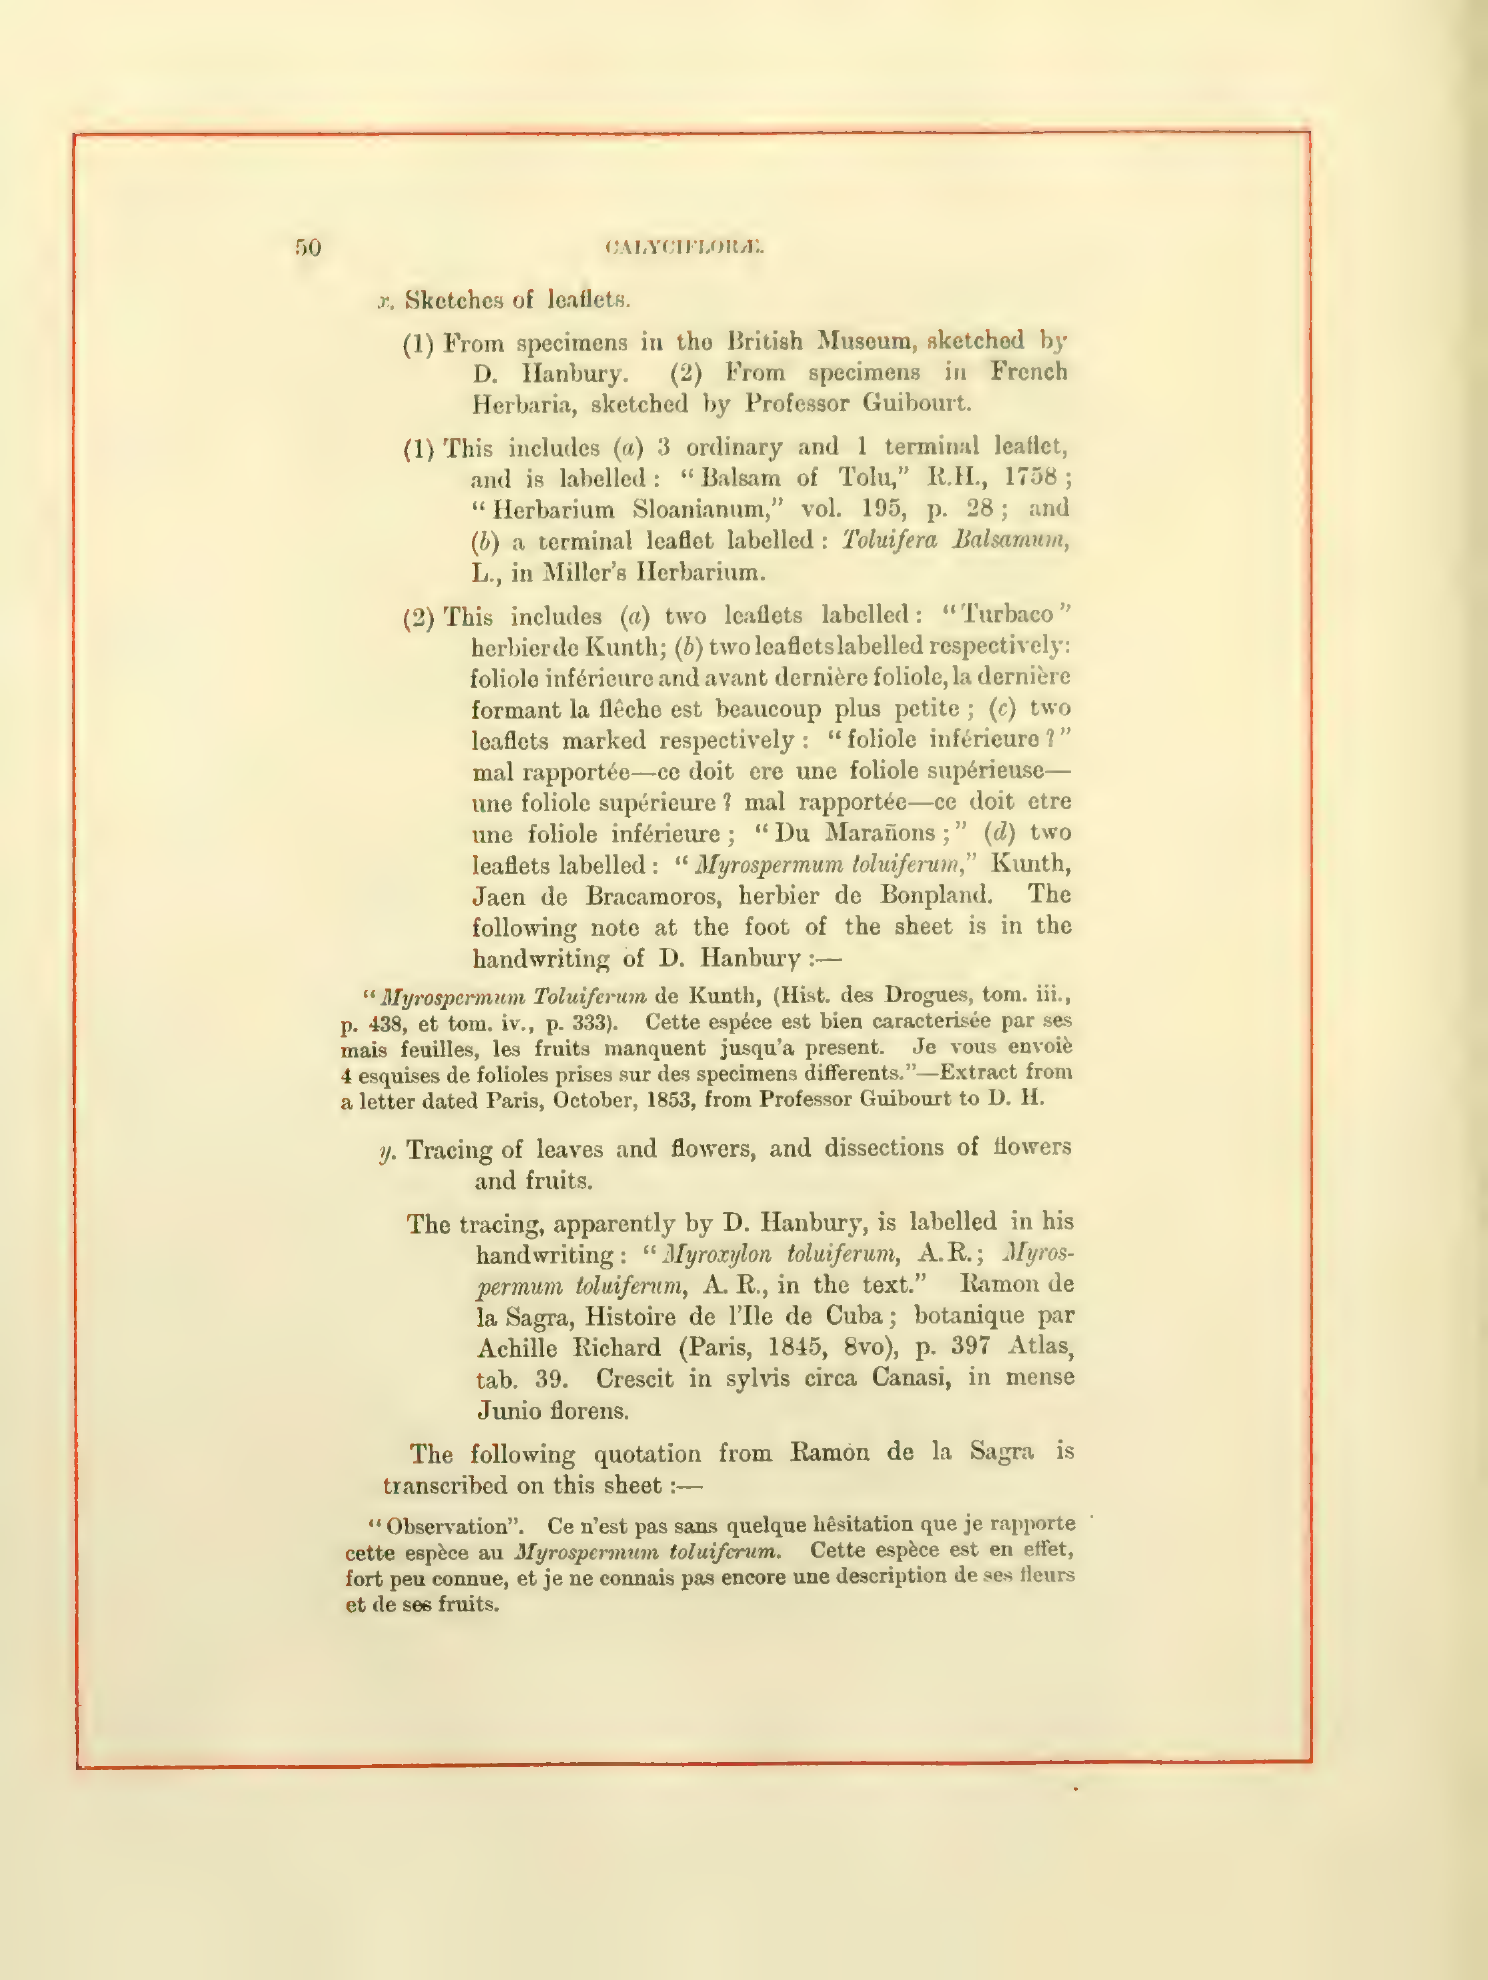 50 CALYCIFLORÆ.
x. Sketches of leaflets.
(1) From specimens in the British Museum, sketched by
D. Hanbury. (2) From specimens in French
Herbaria, sketched by Professor Guibourt.
(1) This includes (a) 3 ordinary and 1 terminal leaflet,
and is labelled : “ Balsam of Tolu,” R.H., 1758 ;
“ Herbarium Sloanianum,” vol. 195, p. 28 ; and
(b) a terminal leaflet labelled : Toluifera Balsamum,
L., in Miller’s Herbarium.
(2) This includes (a) two leaflets labelled : “ Turbaco ”
herbier de Kunth; (b) two leaflets labelled respectively:
foliole inférieure and avant dernière foliole, la dernière
formant la flêche est beaucoup plus petite ; (c) two
leaflets marked respectively : “ foliole inférieure ? ”
mal rapportée—ce doit ere une foliole supérieuse—
une foliole supérieure ? mal rapportée—ce doit etre
une foliole inférieure ; “ Du Marañons ; ” (d) two
leaflets labelled : “ Myrospermum toluiferum,” Kunth,
Jaen de Bracamoros, herbier de Bonpland. The
following note at the foot of the sheet is in the
handwriting of D. Hanbury :—
“ Myrospermum Toluiferum de Kunth, (Hist. des Drogues, tom. iii.,
p. 438, et tom. iv., p. 333). Cette espéce est bien caracterisée par ses
mais feuilles, les fruits manquent jusqu’a present. Je vous envoiè
4 esquises de folioles prises sur des specimens differents.”—Extract from
a letter dated Paris, October, 1853, from Professor Guibourt to D. H.
y. Tracing of leaves and flowers, and dissections of flowers
and fruits.
The tracing, apparently by D. Hanbury, is labelled in his
handwriting : “ Myroxylon toluiferum, A.R. ; Myros-
permum toluiferum, A. R., in the text.” Ramon de
la Sagra, Histoire de l’Ile de Cuba ; botanique par
Achille Richard (Paris, 1845, 8vo), p. 397 Atlas,
tab. 39. Crescit in sylvis circa Canasi, in mense
Junio florens.
The following quotation from Ramon de la Sagra is
transcribed on this sheet :—
“ Observation”. Ce n’est pas sans quelque hêsitation que je rapporte
cette espèce au Myrospermum toluiferum. Cette espèce est en effet,
fort peu connue, et je ne connais pas encore une description de ses fleurs
et de ses fruits.